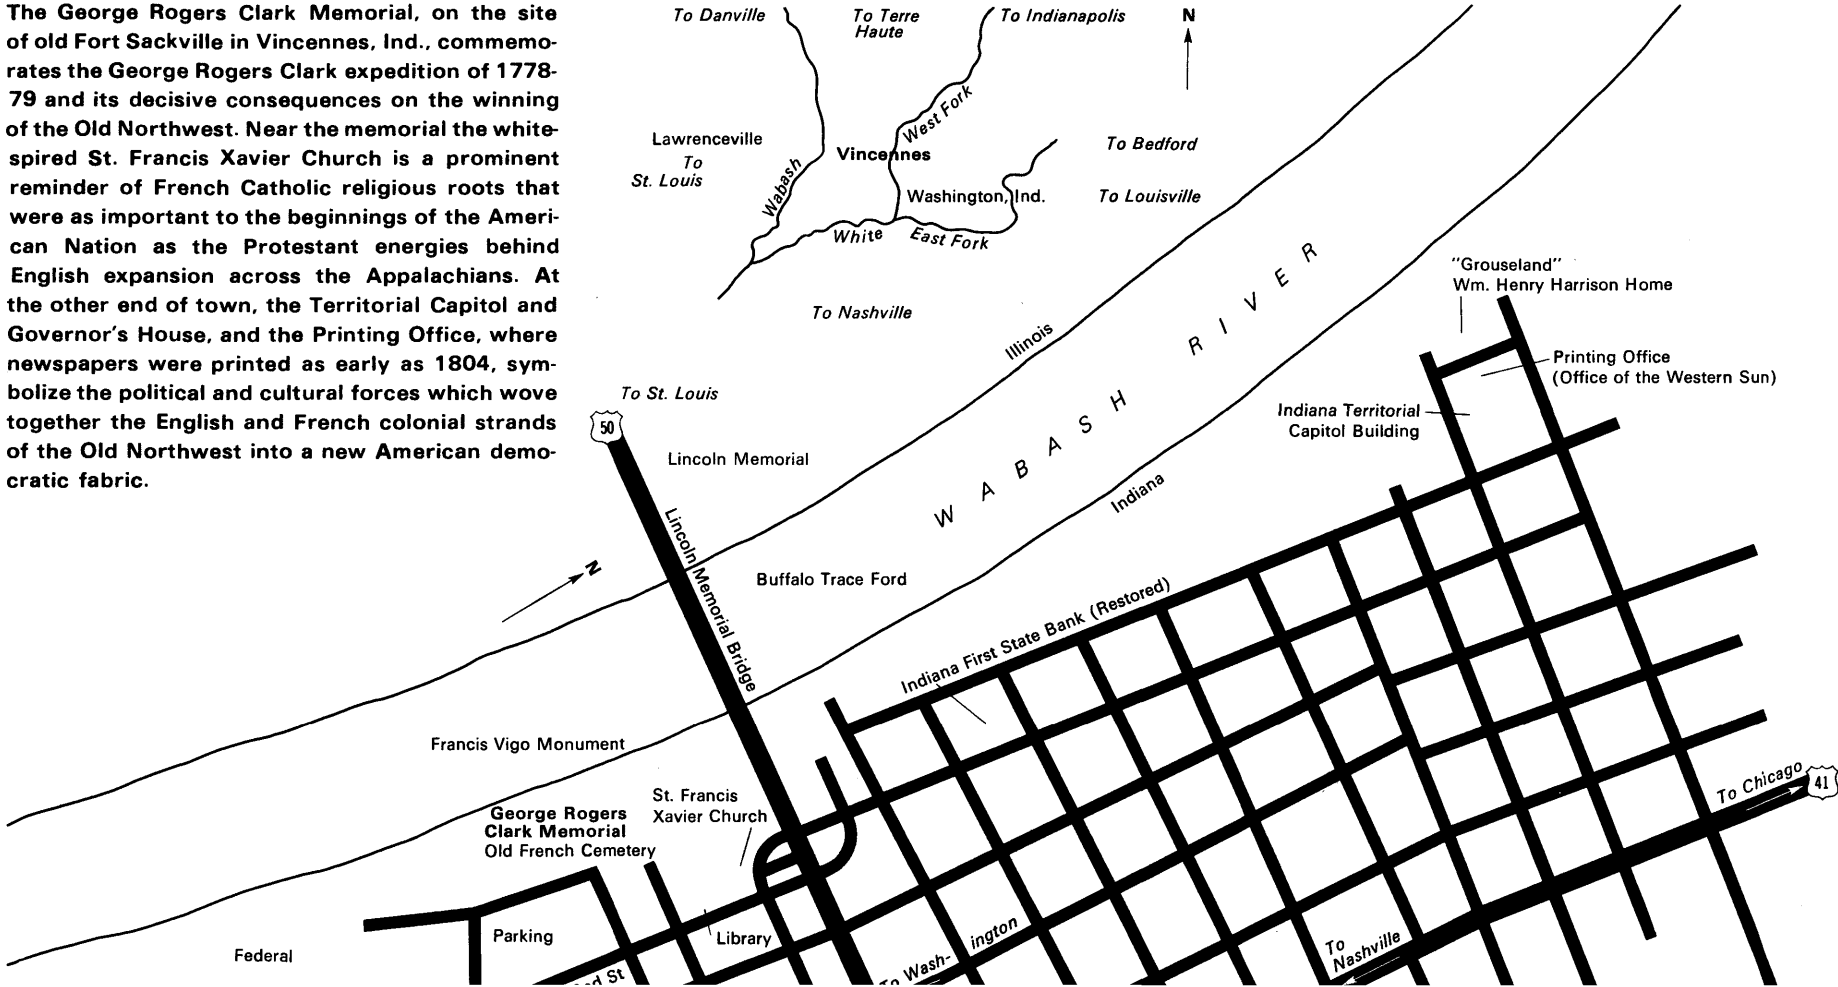 The George Rogers Clark Memorial, on the site
of old Fort Sackville in Vincennes, Ind., commemo-
rates the George Rogers Clark expedition of 1778-
79 and its decisive consequences on the winning
of the Old Northwest. Near the memorial the white-
spired St. Francis Xavier Church is a prominent
reminder of French Catholic religious roots that
were as important to the beginnings of the Ameri-
can Nation as the Protestant energies behind
English expansion across the Appalachians. At
the other end of town, the Territorial Capitol and
Governor's House, and the Printing Office, where
newspapers were printed as early as 1804, sym-
bolize the political and cultural forces which wove
together the English and French colonial strands
of the Old Northwest into a new American demo-
cratic fabric.
To Danville
To Terre
Haute
To Indianapolis
N
West Fork
Lawrenceville
To
St. Louis
Vincennes
To Bedford
Wabash
Washington, Ind.
To Louisville
White
East Fork
To Nashville
"Grouseland"
Wm. Henry Harrison Home
Printing Office
(Office of the Western Sun)
Indiana Territorial
Capitol Building
Illinois
WABASH RIVER
Indiana
To St. Louis
50
Lincoln Memorial
Lincoln Memorial Bridge
N
Buffalo Trace Ford
Indiana First State Bank (Restored)
Francis Vigo Monument
St. Francis
Xavier Church
George Rogers
Clark Memorial
Old French Cemetery
To Chicago
41
Parking
Library
Federal
nd St
To Wash-
ington
To
Nashville